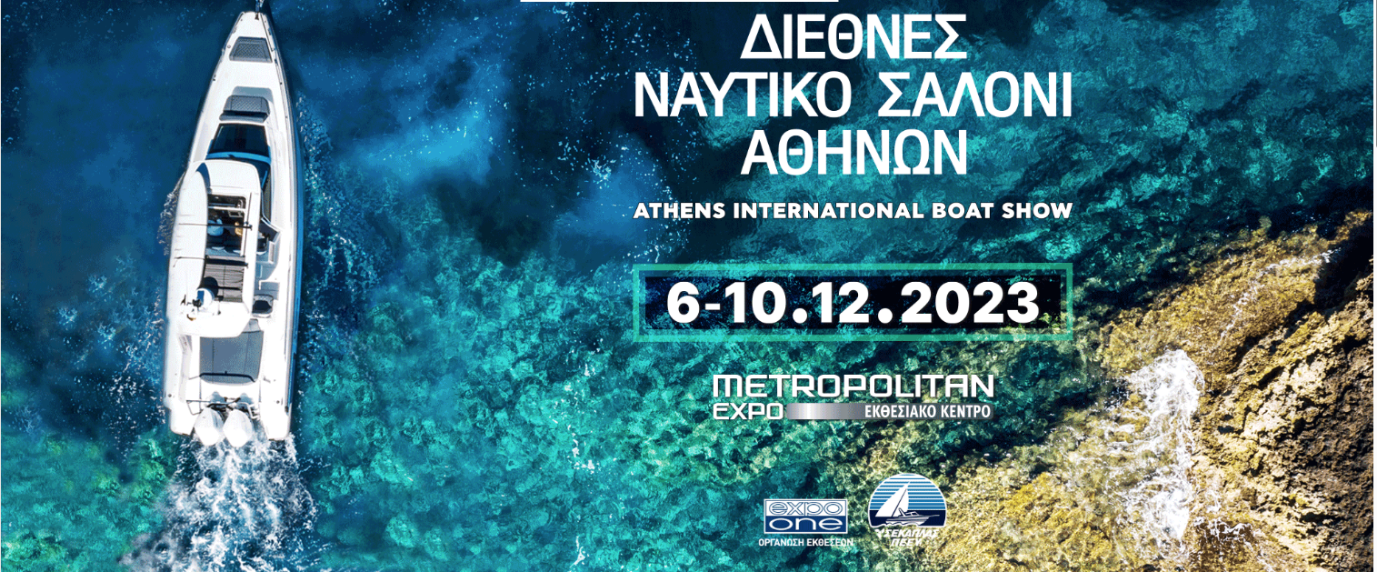 ΔΙΕΘΝΕΣ
ΝΑΥΤΙΚΟ ΣΑΛΟΝΙ
ΑΘΗΝΩΝ
ATHENS INTERNATIONAL BOAT SHOW
6-10.12.2023
METROPOLITAN
EXPO ΕΚΘΕΣΙΑΚΟ ΚΕΝΤΡΟ
expo
one
ΟΡΓΑΝΩΣΗ ΕΚΘΕΣΕΩΝ